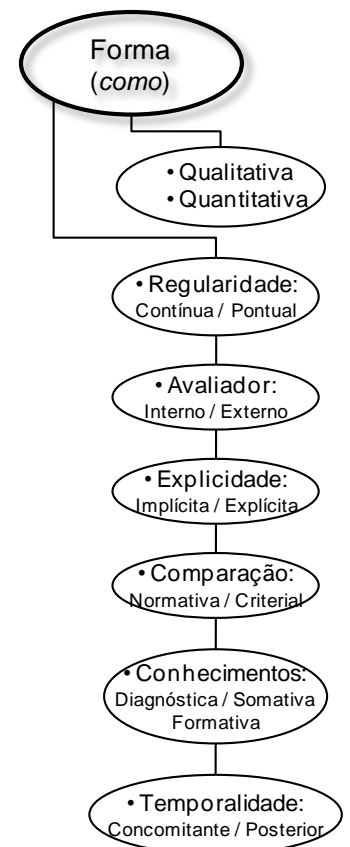 Forma
(como)
• Qualitativa
• Quantitativa
• Regularidade:
Contínua / Pontual
• Avaliador:
Interno / Externo
• Explicidade:
Implícita / Explícita
• Comparação:
Normativa / Criterial
• Conhecimentos:
Diagnóstica / Somativa
Formativa
• Temporalidade:
Concomitante / Posterior